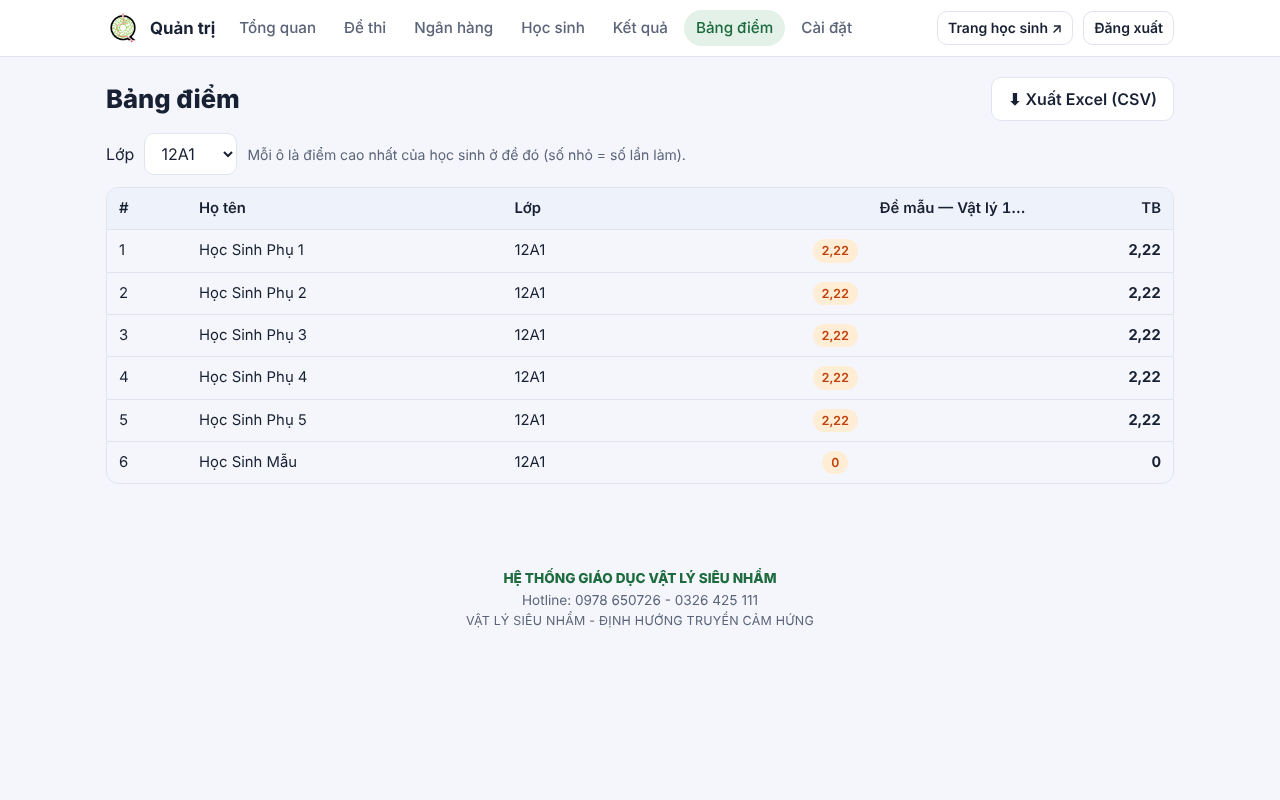 Quản trị Tổng quan Đề thi Ngân hàng Học sinh Kết quả Bảng điểm Cài đặt Trang học sinh ↗ Đăng xuất
Bảng điểm ⬇ Xuất Excel (CSV)
Lớp 12A1 Mỗi ô là điểm cao nhất của học sinh ở đề đó (số nhỏ = số lần làm).
# Họ tên Lớp Đề mẫu — Vật lý 1... TB
1 Học Sinh Phụ 1 12A1 2,22 2,22
2 Học Sinh Phụ 2 12A1 2,22 2,22
3 Học Sinh Phụ 3 12A1 2,22 2,22
4 Học Sinh Phụ 4 12A1 2,22 2,22
5 Học Sinh Phụ 5 12A1 2,22 2,22
6 Học Sinh Mẫu 12A1 0 0
HỆ THỐNG GIÁO DỤC VẬT LÝ SIÊU NHẨM
Hotline: 0978 650726 - 0326 425 111
VẬT LÝ SIÊU NHẨM - ĐỊNH HƯỚNG TRUYỀN CẢM HỨNG